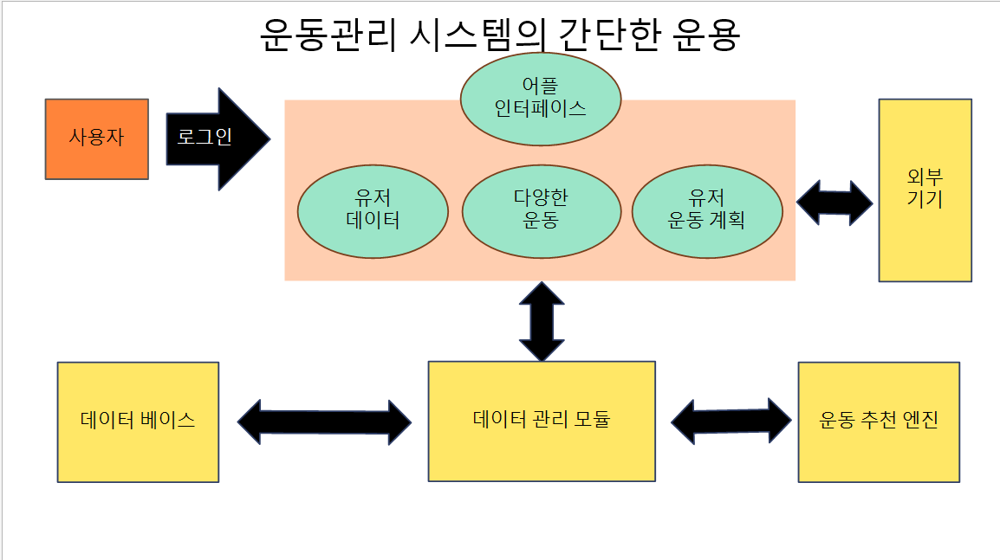 운동관리 시스템의 간단한 운용
어플
인터페이스
사용자
로그인
유저
데이터
다양한
운동
유저
운동 계획
외부
기기
데이터 베이스
데이터 관리 모듈
운동 추천 엔진